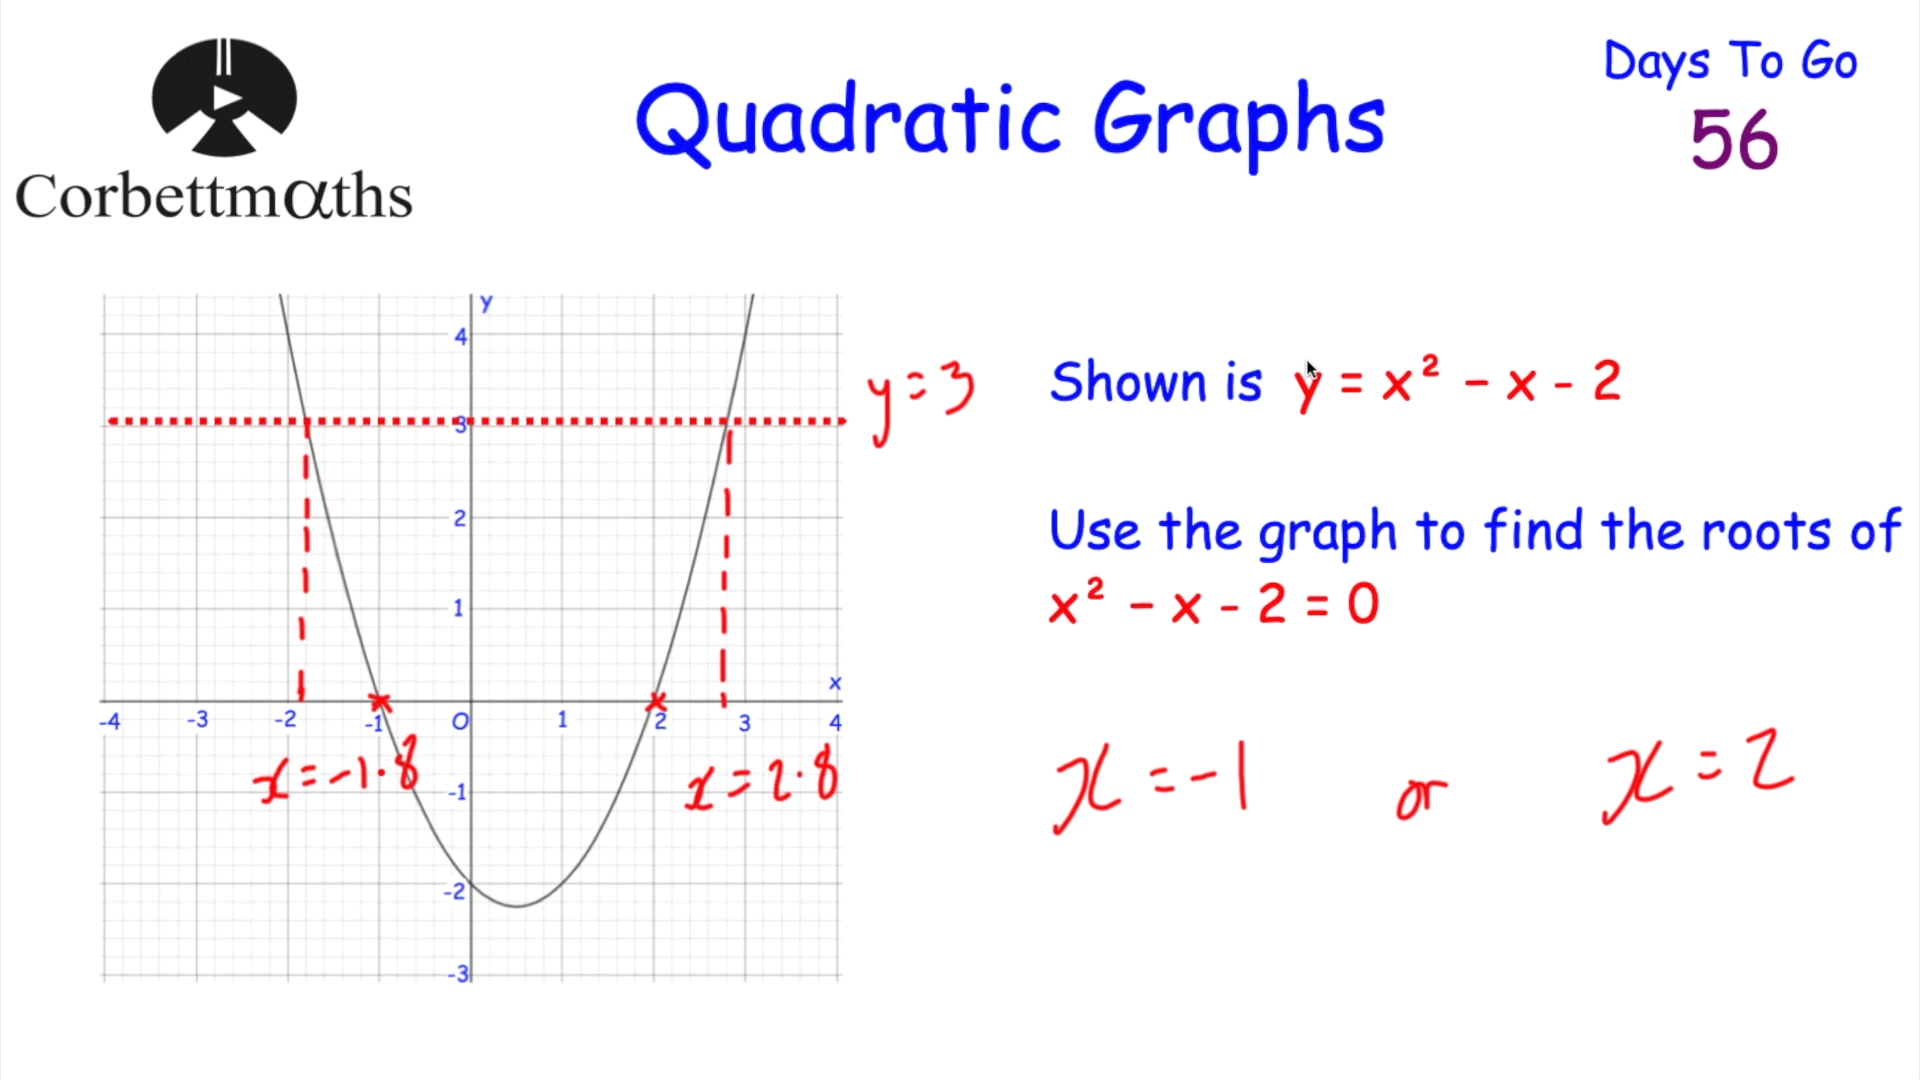 Corbettmαths
Quadratic Graphs
Days To Go
56
y
4
3
2
1
x
-4 -3 -2 -1 O 1 2 3 4
-1
-2
-3
y = 3
x = -1.8
x = 2.8
Shown is y = x² - x - 2
Use the graph to find the roots of
x² - x - 2 = 0
x = -1 or x = 2